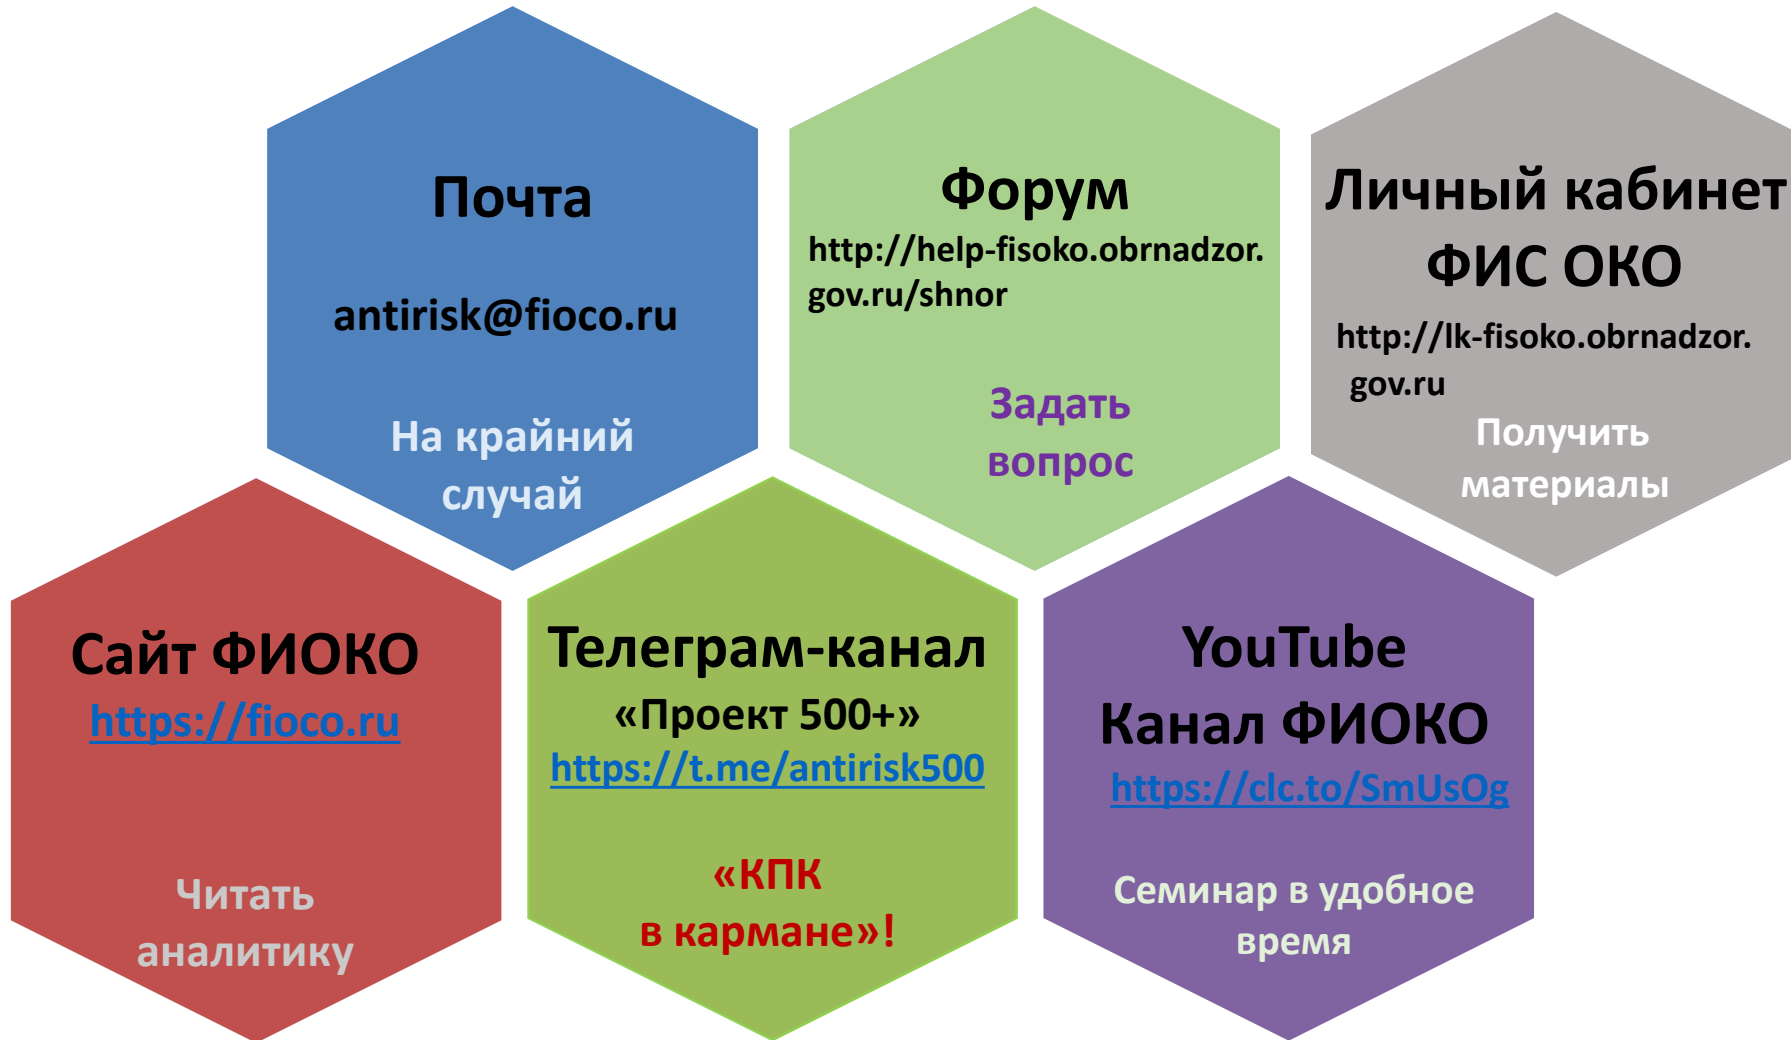 Почта
antirisk@fioco.ru
На крайний
случай
Форум
http://help-fisoko.obrnadzor.
gov.ru/shnor
Задать
вопрос
Личный кабинет
ФИС ОКО
http://lk-fisoko.obrnadzor.
gov.ru
Получить
материалы
Сайт ФИОКО
https://fioco.ru
Читать
аналитику
Телеграм-канал
«Проект 500+»
https://t.me/antirisk500
«КПК
в кармане»!
YouTube
Канал ФИОКО
https://clc.to/SmUsOg
Семинар в удобное
время